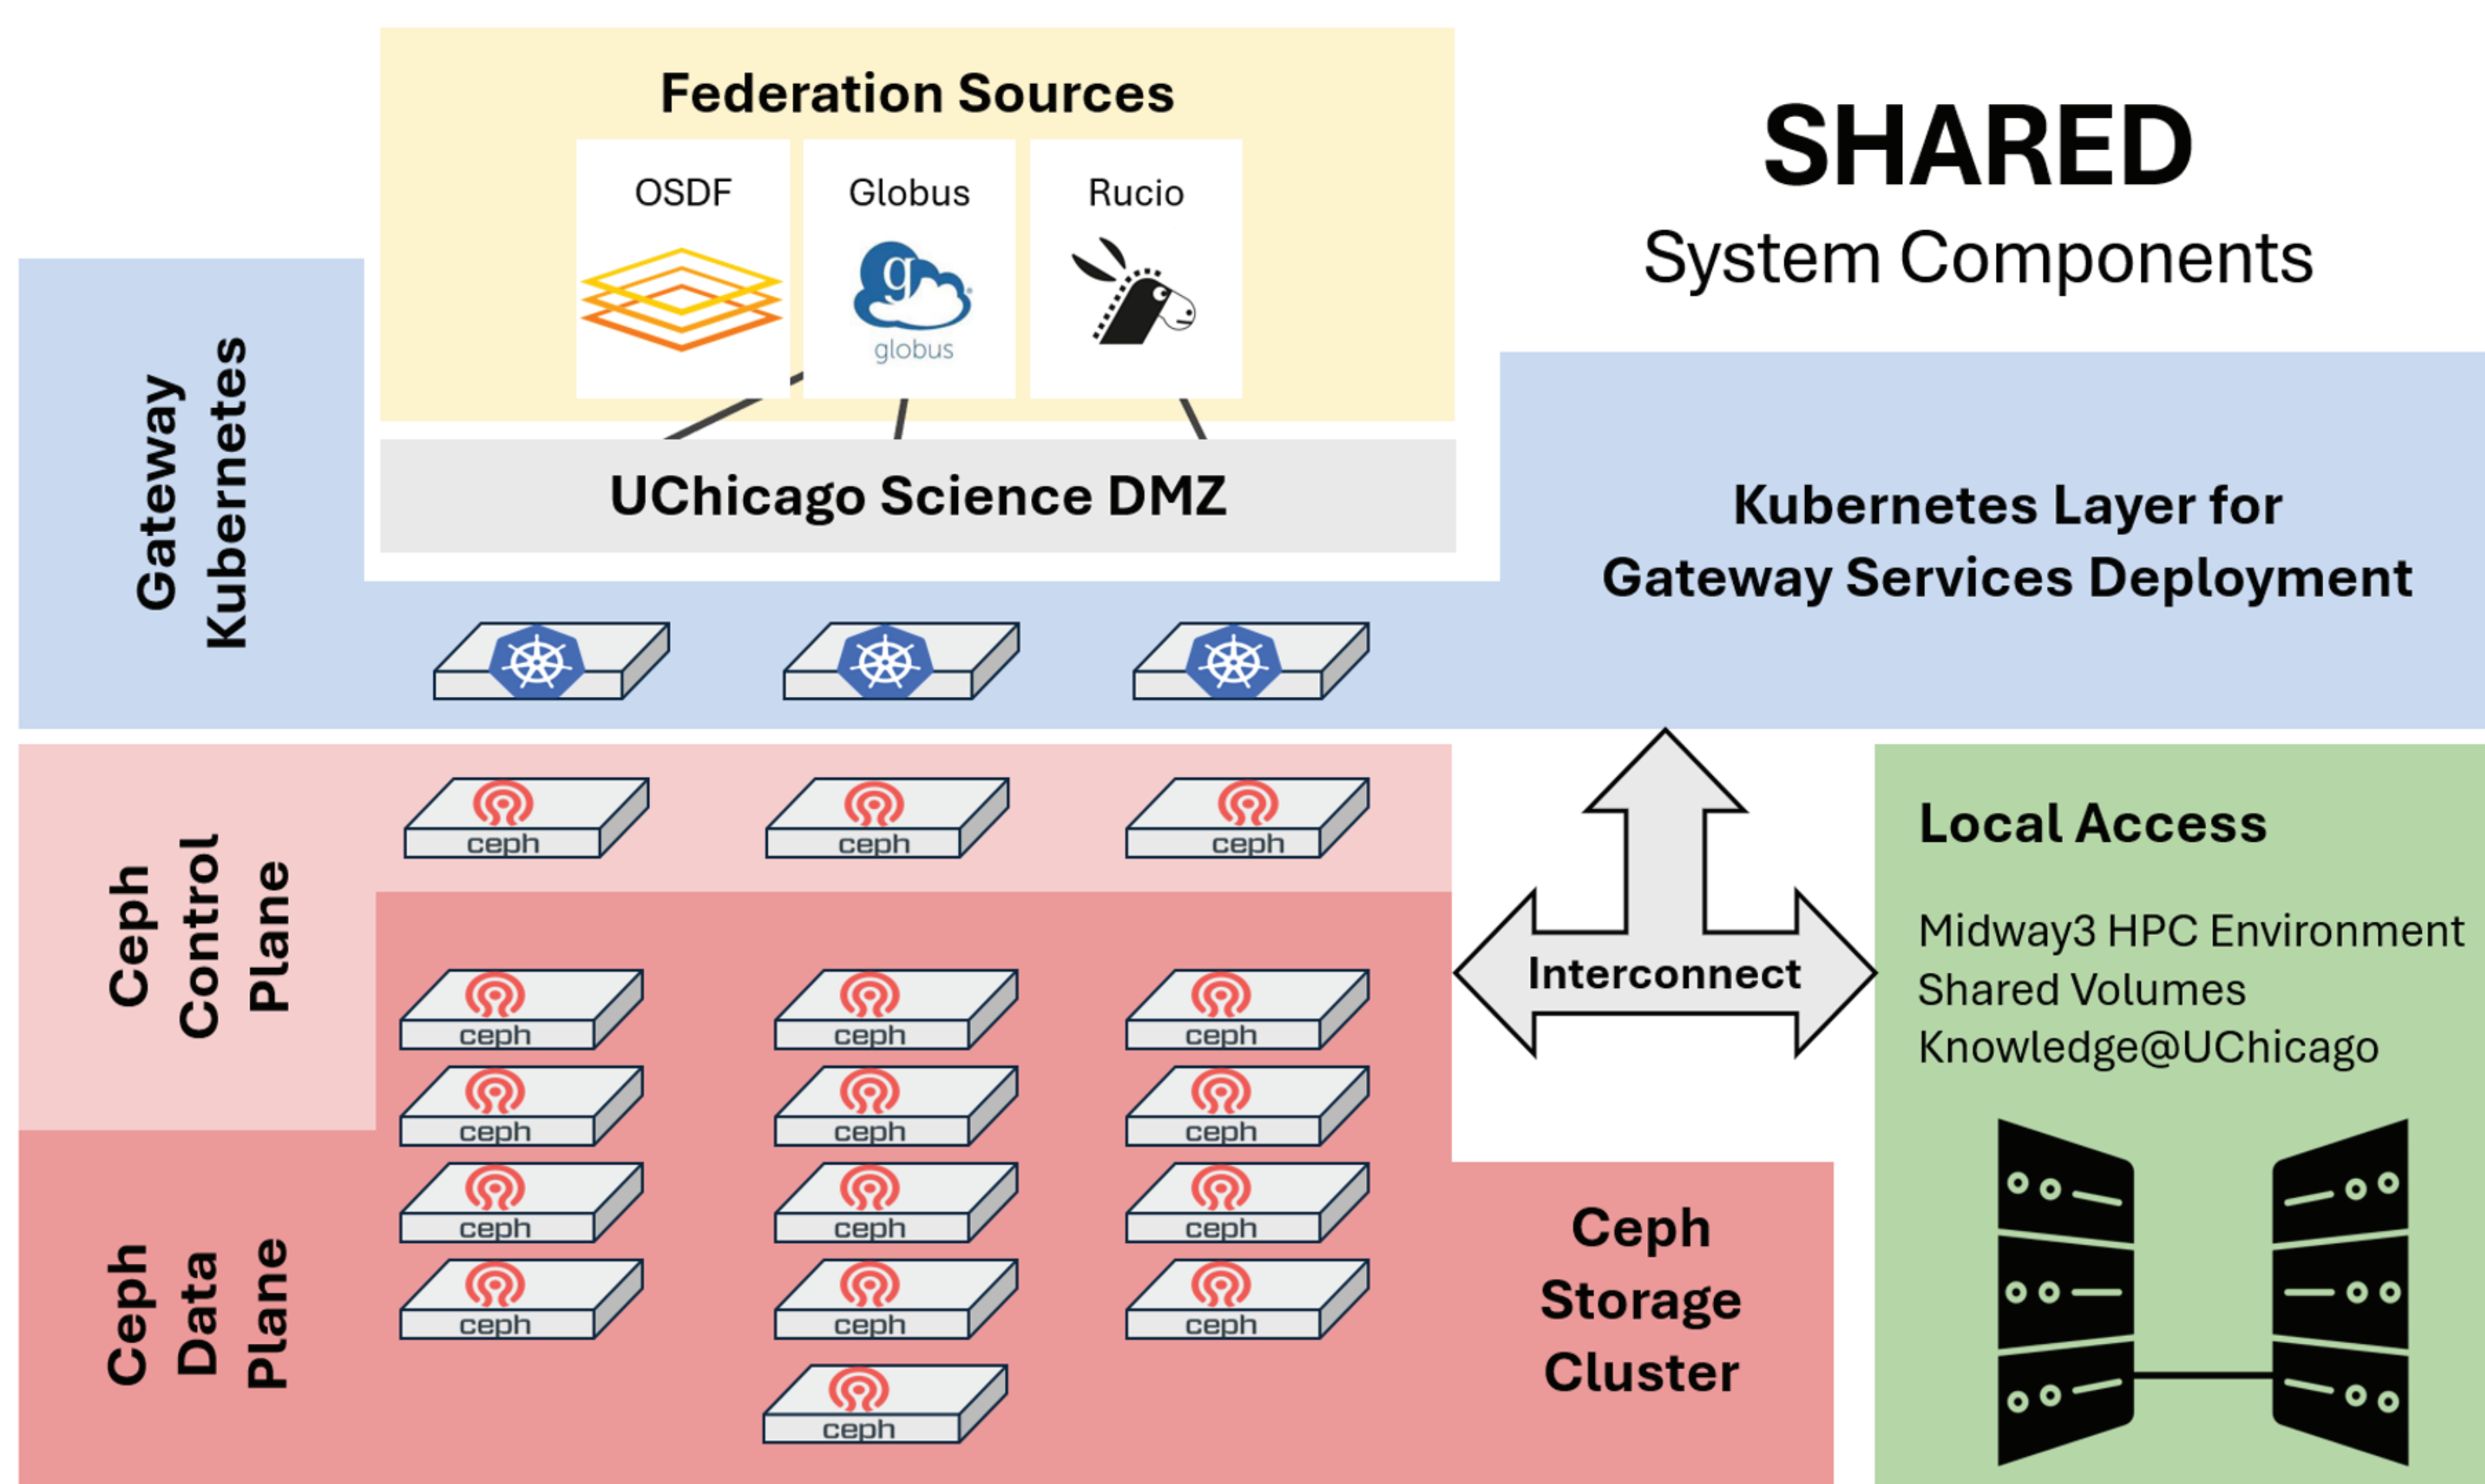 Federation Sources
OSDF
Globus
Rucio
g
globus
SHARED
System Components
Gateway
Kubernetes
UChicago Science DMZ
Kubernetes Layer for
Gateway Services Deployment
Ceph
Control
Plane
ceph
ceph
ceph
Ceph
Data
Plane
ceph
ceph
ceph
ceph
ceph
ceph
ceph
ceph
ceph
ceph
ceph
ceph
ceph
Interconnect
Ceph
Storage
Cluster
Local Access
Midway3 HPC Environment
Shared Volumes
Knowledge@UChicago